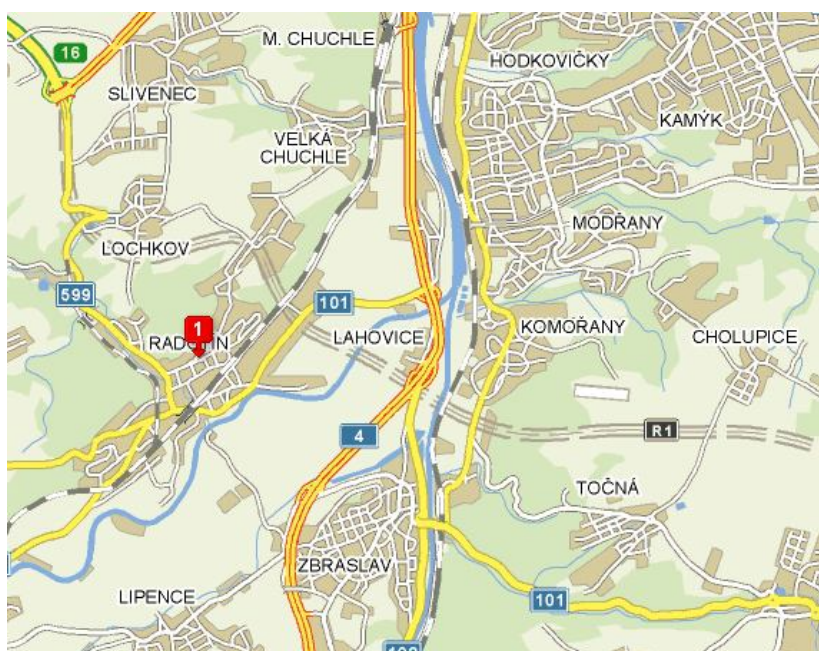 M. CHUCHLE
16
HODKOVIČKY
SLIVENEC
KAMÝK
VELKÁ
CHUCHLE
MODŘANY
LOCHKOV
599
101
1
RADOTÍN
LAHOVICE
KOMOŘANY
CHOLUPICE
4
R1
TOČNÁ
ZBRASLAV
LIPENCE
101